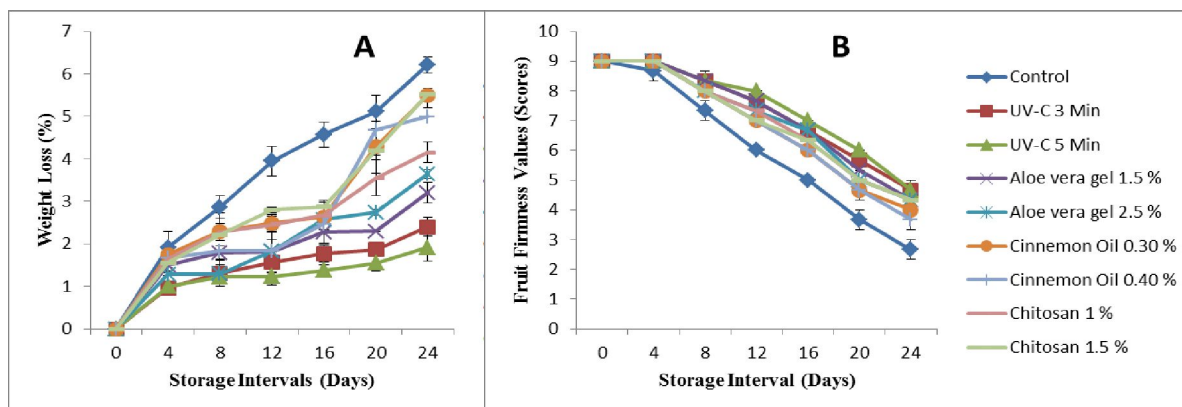 A
Weight Loss (%)
7
6
5
4
3
2
1
0
0 4 8 12 16 20 24
Storage Intervals (Days)
B
Fruit Firmness Values (Scores)
10
9
8
7
6
5
4
3
2
1
0
0 4 8 12 16 20 24
Storage Interval (Days)
Control
UV-C 3 Min
UV-C 5 Min
Aloe vera gel 1.5 %
Aloe vera gel 2.5 %
Cinnemon Oil 0.30 %
Cinnemon Oil 0.40 %
Chitosan 1 %
Chitosan 1.5 %